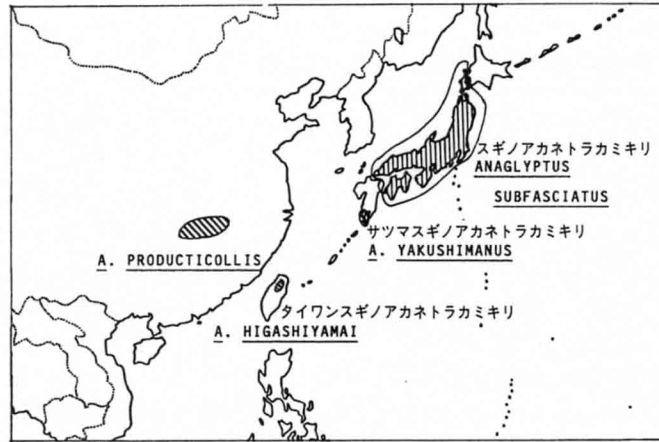 スギノアカネトラカミキリ
ANAGLYPTUS
SUBFASCIATUS
サツマスギノアカネトラカミキリ
A. YAKUSHIMANUS
A. PRODUCTICOLLIS
タイワンスギノアカネトラカミキリ
A. HIGASHIYAMAI